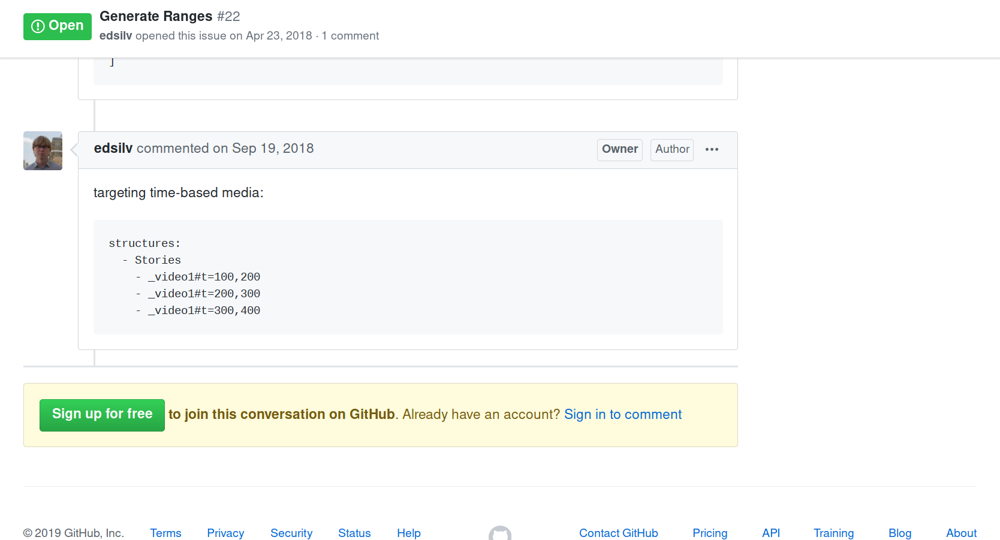 Open
Generate Ranges #22
edsilv opened this issue on Apr 23, 2018 · 1 comment
]
edsilv commented on Sep 19, 2018
Owner
Author
targeting time-based media:
structures:
  - Stories
    - _video1#t=100,200
    - _video1#t=200,300
    - _video1#t=300,400
Sign up for free to join this conversation on GitHub. Already have an account? Sign in to comment
© 2019 GitHub, Inc. Terms Privacy Security Status Help Contact GitHub Pricing API Training Blog About